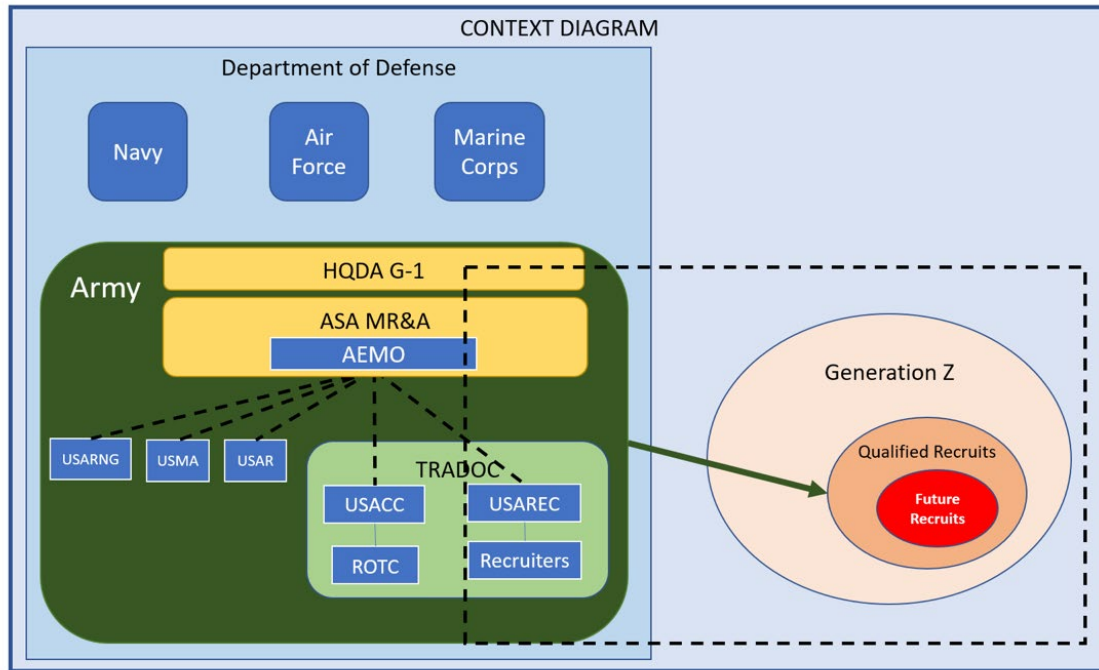 CONTEXT DIAGRAM
Department of Defense
Navy
Air
Force
Marine
Corps
Army
HQDA G-1
ASA MR&A
AEMO
USARNG
USMA
USAR
TRADOC
USACC
USAREC
ROTC
Recruiters
Generation Z
Qualified Recruits
Future
Recruits